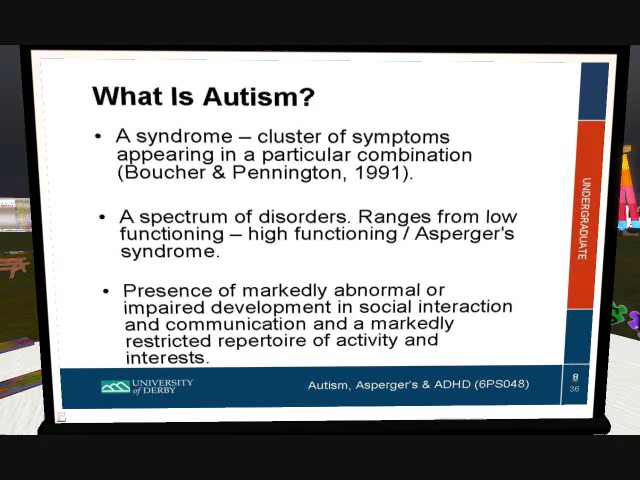 What Is Autism?
• A syndrome – cluster of symptoms
appearing in a particular combination
(Boucher & Pennington, 1991).
• A spectrum of disorders. Ranges from low
functioning – high functioning / Asperger's
syndrome.
• Presence of markedly abnormal or
impaired development in social interaction
and communication and a markedly
restricted repertoire of activity and
interests.
UNDERGRADUATE
UNIVERSITY
of DERBY
Autism, Asperger's & ADHD (6PS048)
8
36